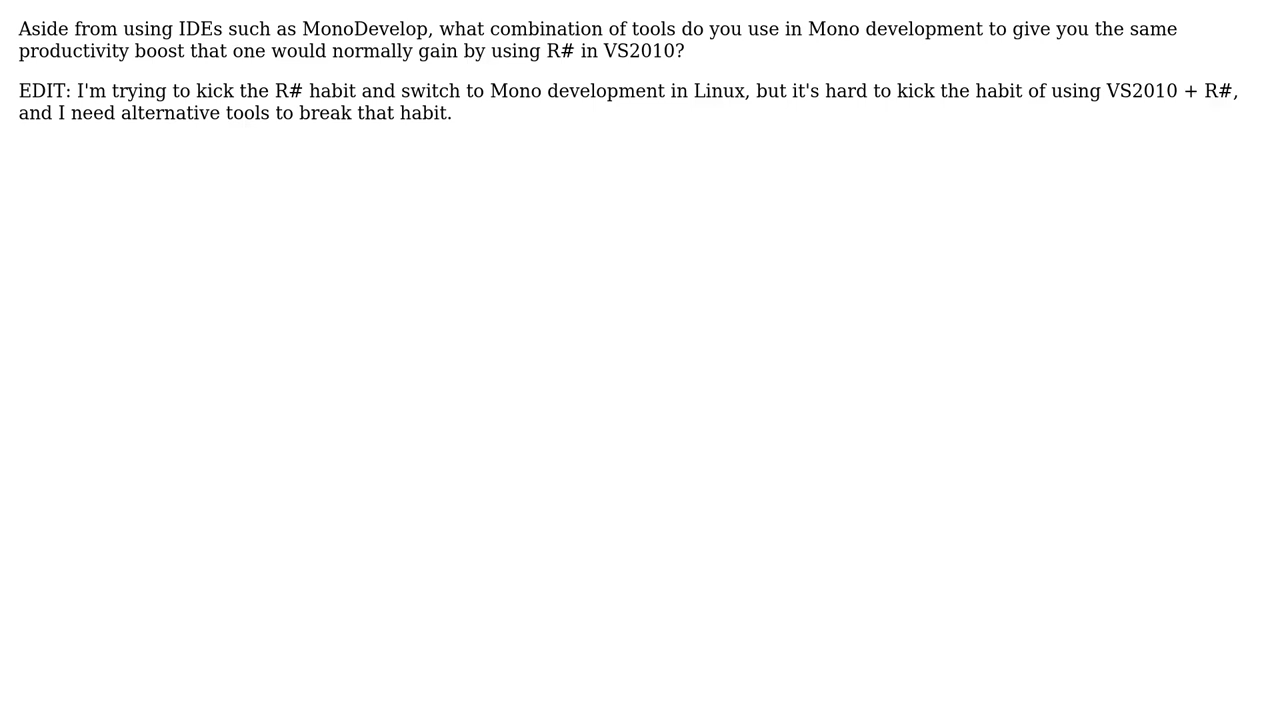 Aside from using IDEs such as MonoDevelop, what combination of tools do you use in Mono development to give you the same
productivity boost that one would normally gain by using R# in VS2010?
EDIT: I'm trying to kick the R# habit and switch to Mono development in Linux, but it's hard to kick the habit of using VS2010 + R#,
and I need alternative tools to break that habit.